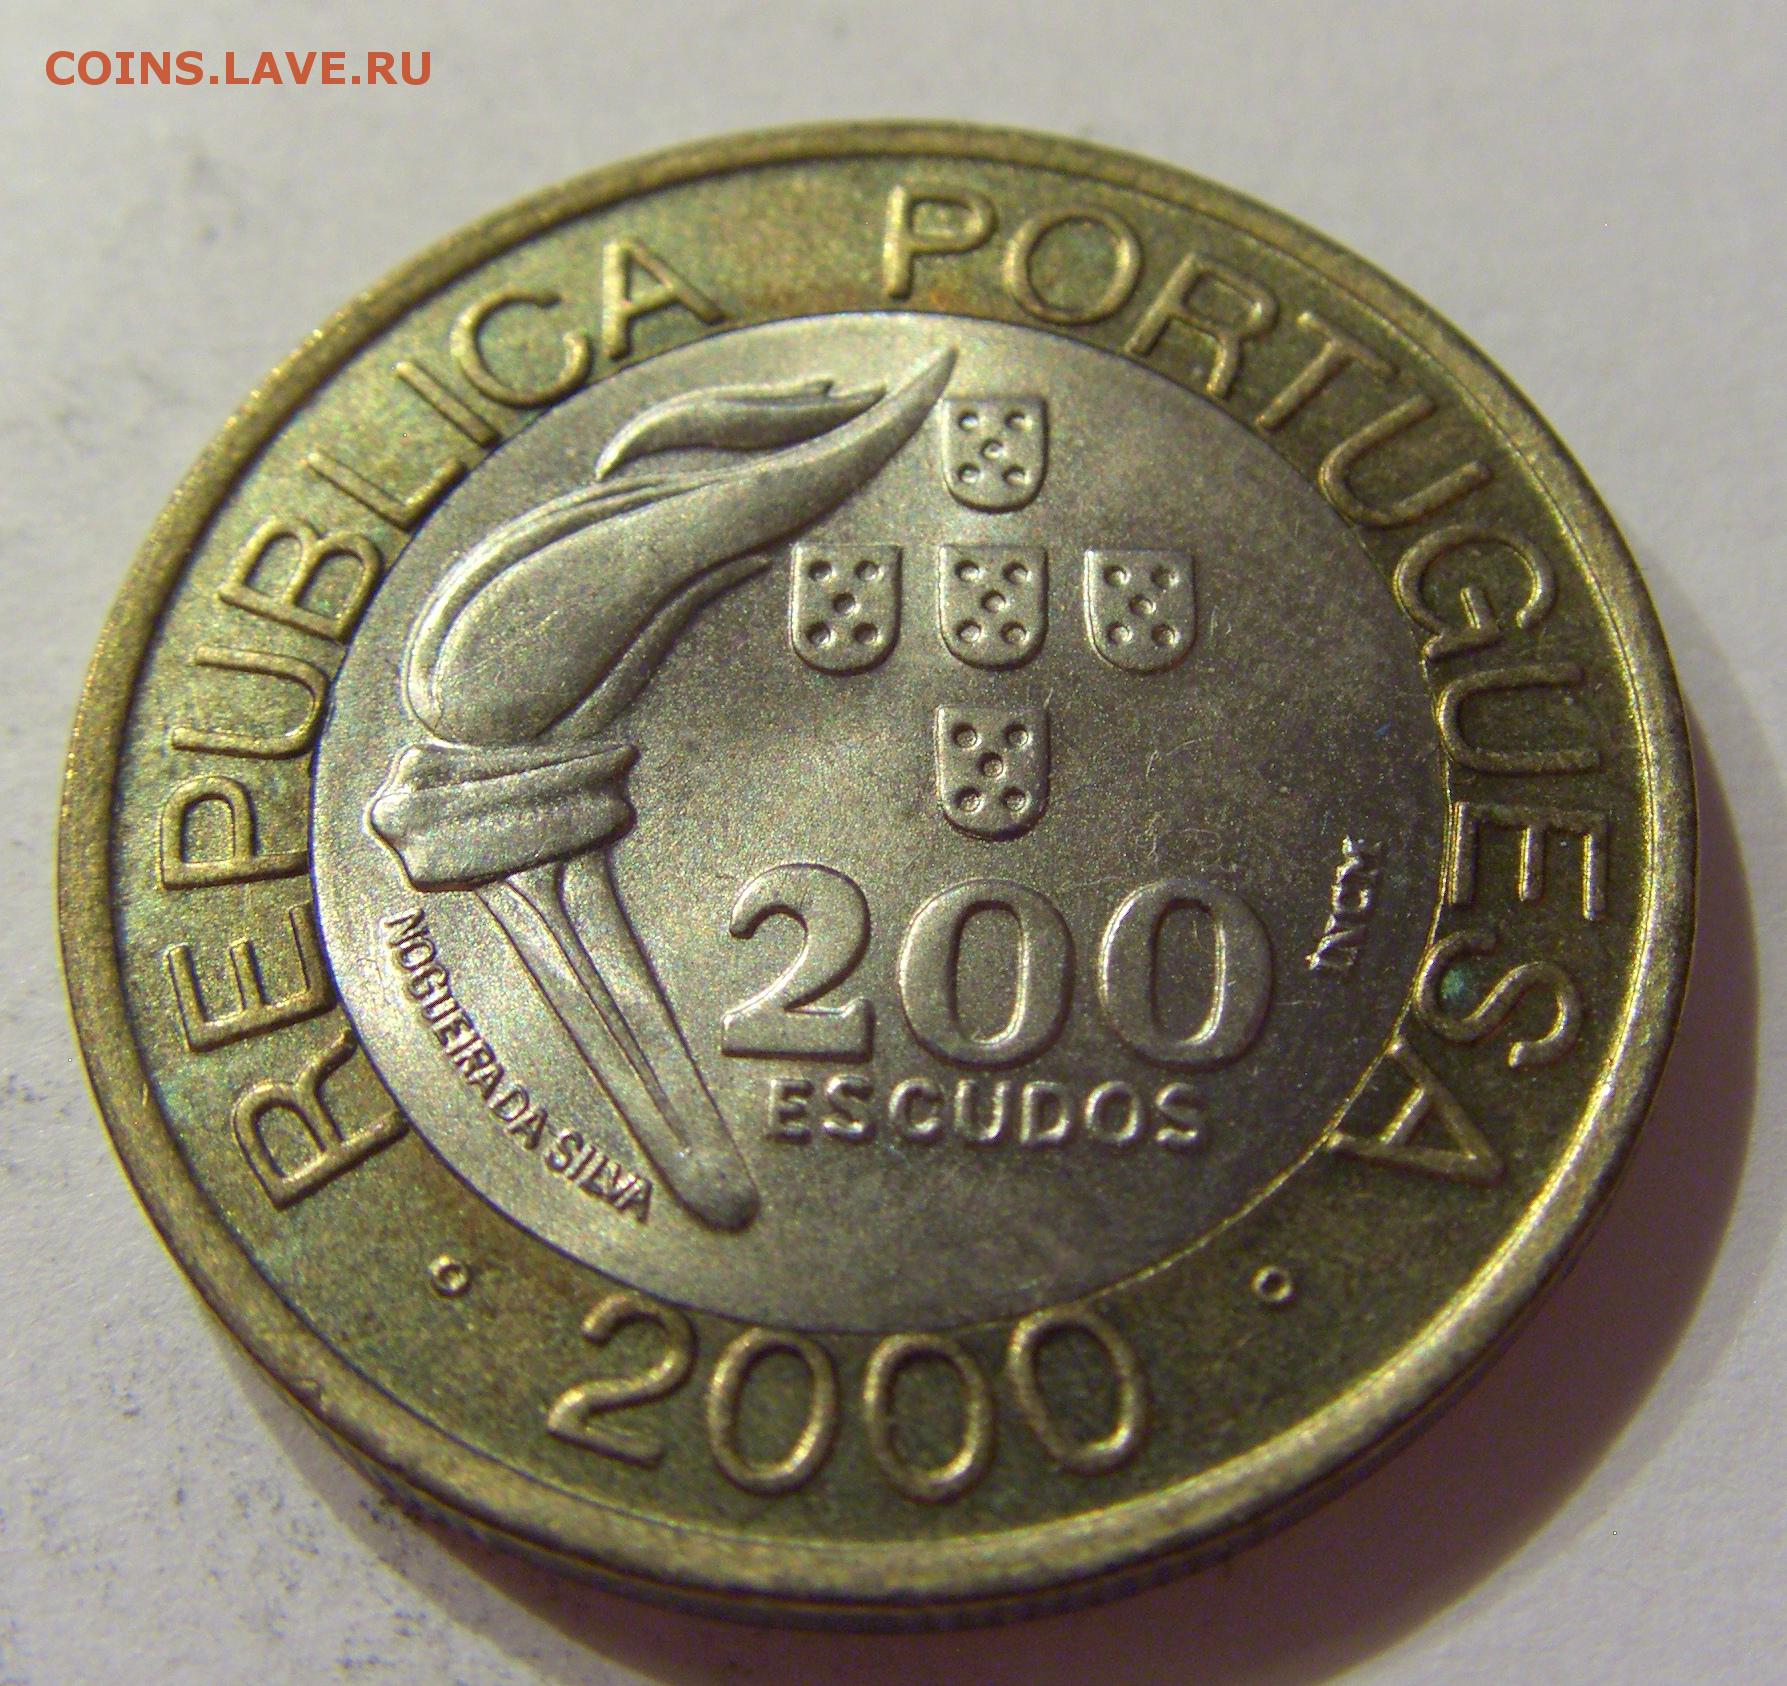 COINS.LAVE.RU
REPUBLICA PORTUGUESA
200
ESCUDOS
INCM
NOGUEIRA DA SILVA
2000